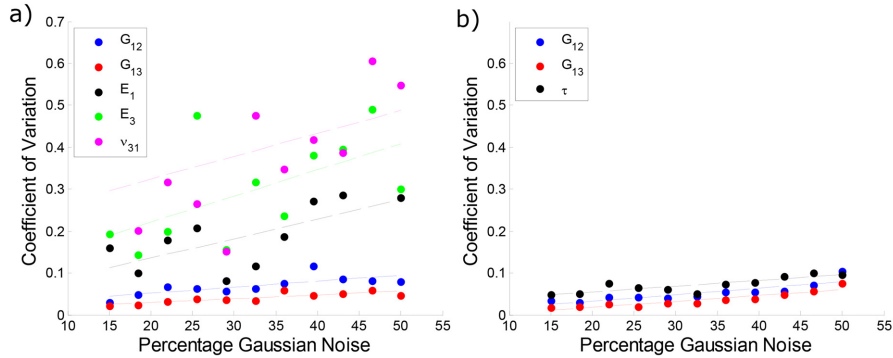 a)
Coefficient of Variation
0.7
0.6
0.5
0.4
0.3
0.2
0.1
0
G12
G13
E1
E3
ν31
10 15 20 25 30 35 40 45 50 55
Percentage Gaussian Noise
b)
Coefficient of Variation
0.7
0.6
0.5
0.4
0.3
0.2
0.1
0
G12
G13
τ
10 15 20 25 30 35 40 45 50 55
Percentage Gaussian Noise